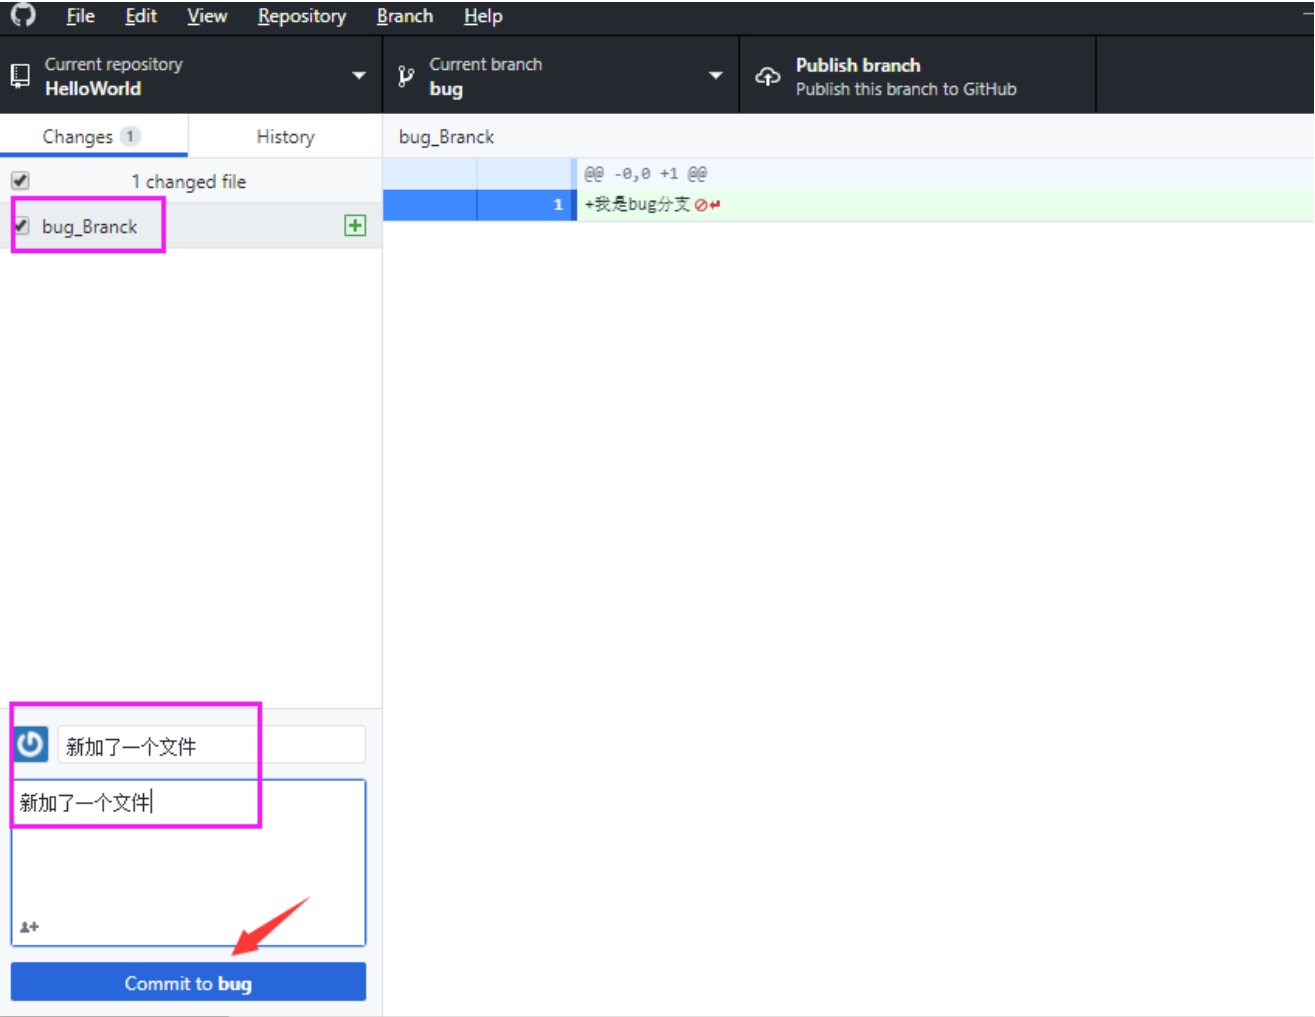 File Edit View Repository Branch Help
Current repository
HelloWorld
Current branch
bug
Publish branch
Publish this branch to GitHub
Changes 1
History
bug_Branck
1 changed file
bug_Branck
@@ -0,0 +1 @@
1 +我是bug分支
新加了一个文件
新加了一个文件
Commit to bug